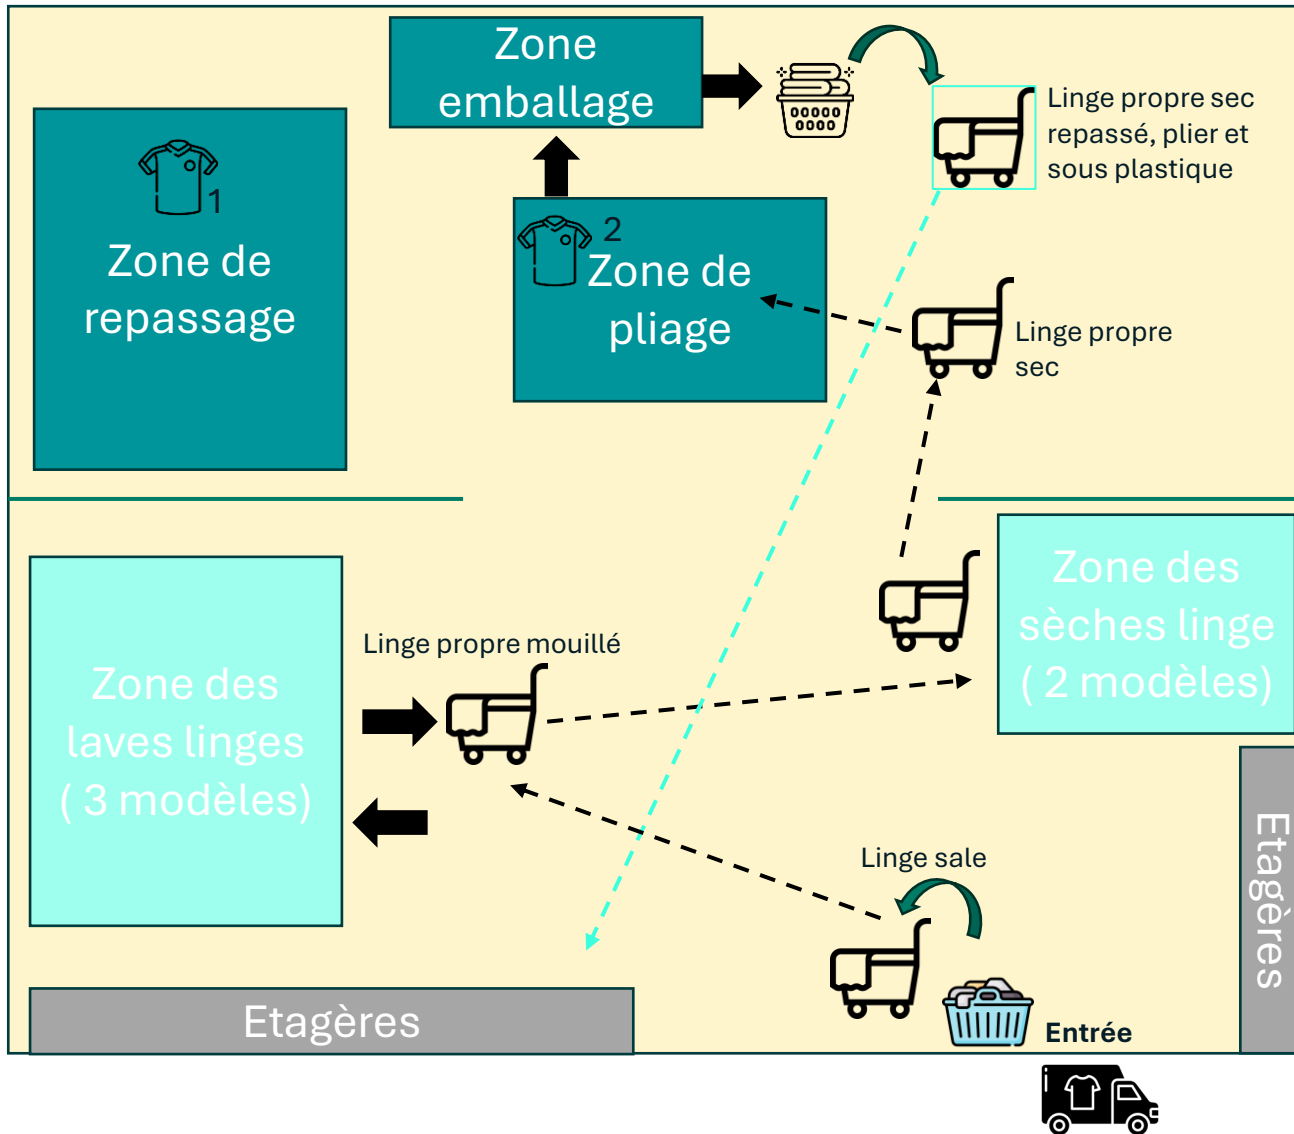 Zone
emballage
Linge propre sec
repassé, plier et
sous plastique
1
Zone de
repassage
2
Zone de
pliage
Linge propre
sec
Zone des
sèches linge
( 2 modèles)
Linge propre mouillé
Zone des
laves linges
( 3 modèles)
Linge sale
Etagères
Etagères
Entrée